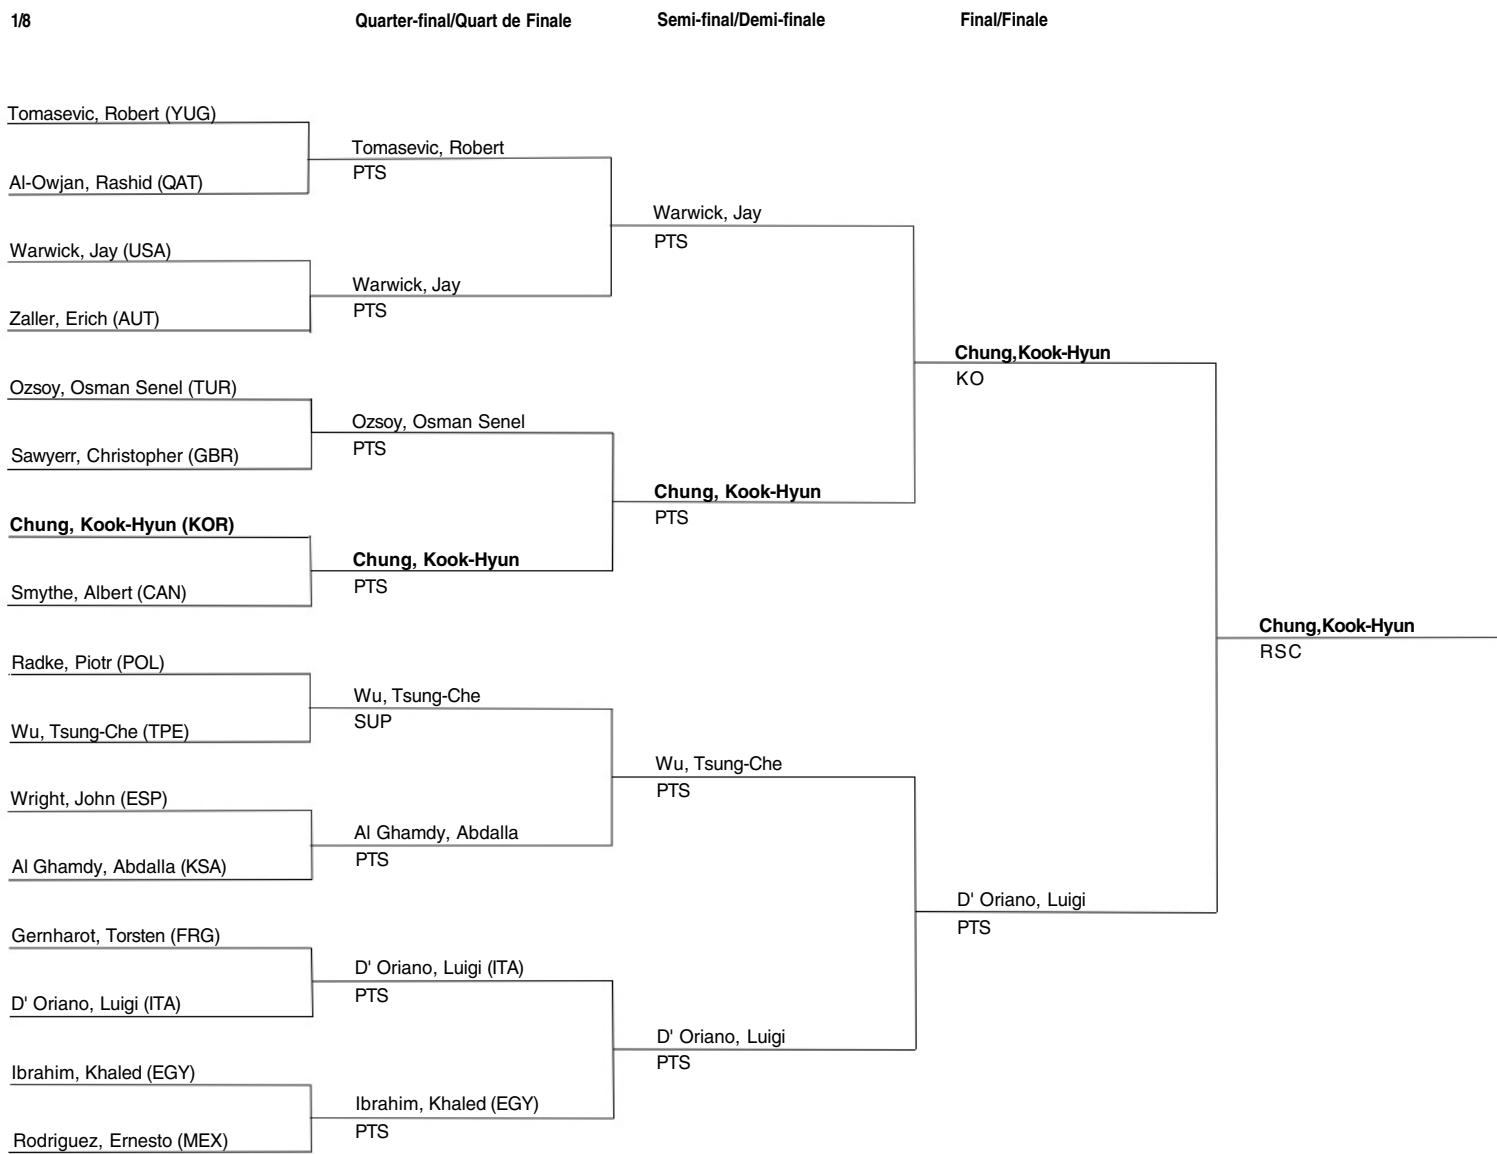 1/8
Quarter-final/Quart de Finale
Semi-final/Demi-finale
Final/Finale
Tomasevic, Robert (YUG)
Al-Owjan, Rashid (QAT)
Warwick, Jay (USA)
Zaller, Erich (AUT)
Ozsoy, Osman Senel (TUR)
Sawyerr, Christopher (GBR)
Chung, Kook-Hyun (KOR)
Smythe, Albert (CAN)
Radke, Piotr (POL)
Wu, Tsung-Che (TPE)
Wright, John (ESP)
Al Ghamdy, Abdalla (KSA)
Gernharot, Torsten (FRG)
D' Oriano, Luigi (ITA)
Ibrahim, Khaled (EGY)
Rodriguez, Ernesto (MEX)
Tomasevic, Robert
PTS
Warwick, Jay
PTS
Ozsoy, Osman Senel
PTS
Chung, Kook-Hyun
PTS
Wu, Tsung-Che
SUP
Al Ghamdy, Abdalla
PTS
D' Oriano, Luigi (ITA)
PTS
Ibrahim, Khaled (EGY)
PTS
Warwick, Jay
PTS
Chung, Kook-Hyun
PTS
Wu, Tsung-Che
PTS
D' Oriano, Luigi
PTS
Chung,Kook-Hyun
KO
D' Oriano, Luigi
PTS
Chung,Kook-Hyun
RSC